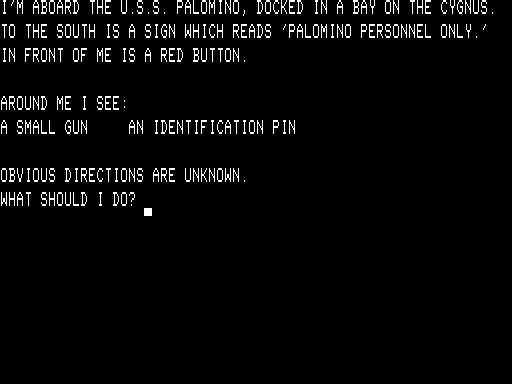 I'M ABOARD THE U.S.S. PALOMINO, DOCKED IN A BAY ON THE CYGNUS.
TO THE SOUTH IS A SIGN WHICH READS 'PALOMINO PERSONNEL ONLY.'
IN FRONT OF ME IS A RED BUTTON.
AROUND ME I SEE:
A SMALL GUN    AN IDENTIFICATION PIN
OBVIOUS DIRECTIONS ARE UNKNOWN.
WHAT SHOULD I DO?